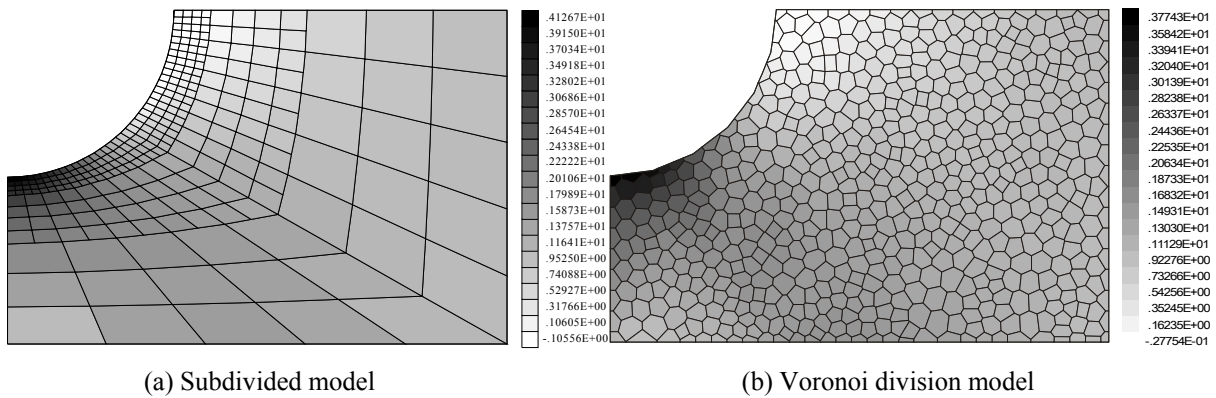 .41267E+01
.39150E+01
.37034E+01
.34918E+01
.32802E+01
.30686E+01
.28570E+01
.26454E+01
.24338E+01
.22222E+01
.20106E+01
.17989E+01
.15873E+01
.13757E+01
.11641E+01
.95250E+00
.74088E+00
.52927E+00
.31766E+00
.10605E+00
-.10556E+00
.37743E+01
.35842E+01
.33941E+01
.32040E+01
.30139E+01
.28238E+01
.26337E+01
.24436E+01
.22535E+01
.20634E+01
.18733E+01
.16832E+01
.14931E+01
.13030E+01
.11129E+01
.92276E+00
.73266E+00
.54256E+00
.35245E+00
.16235E+00
-.27754E-01
(a) Subdivided model
(b) Voronoi division model